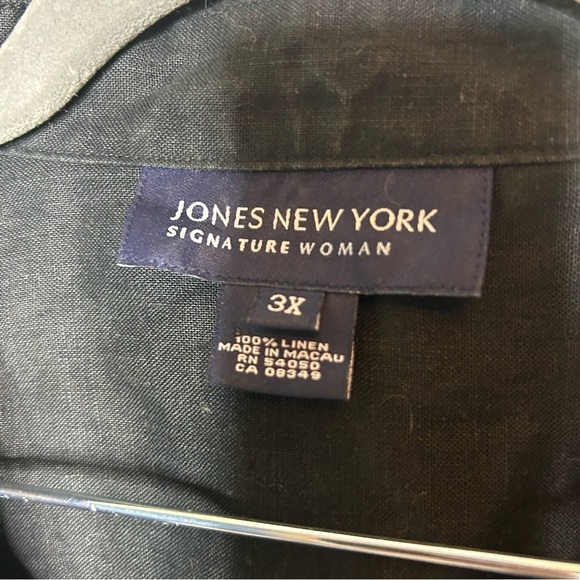 JONES NEW YORK
SIGNATURE WOMAN
3X
100% LINEN
MADE IN MACAU
RN 54050
CA 08349